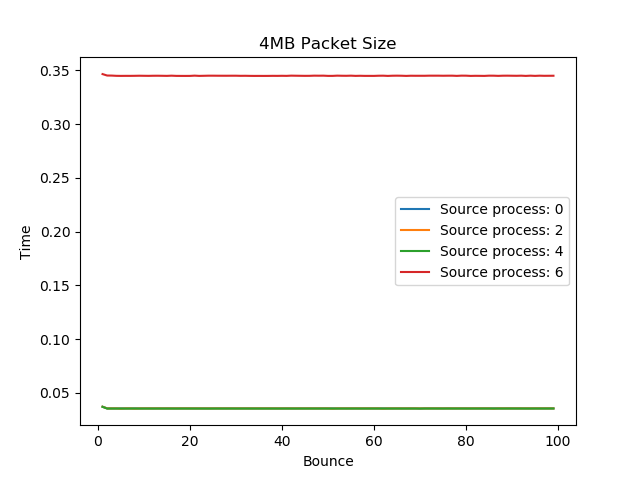 4MB Packet Size
0.35
0.30
0.25
0.20
0.15
0.10
0.05
Time
Source process: 0
Source process: 2
Source process: 4
Source process: 6
0 20 40 60 80 100
Bounce